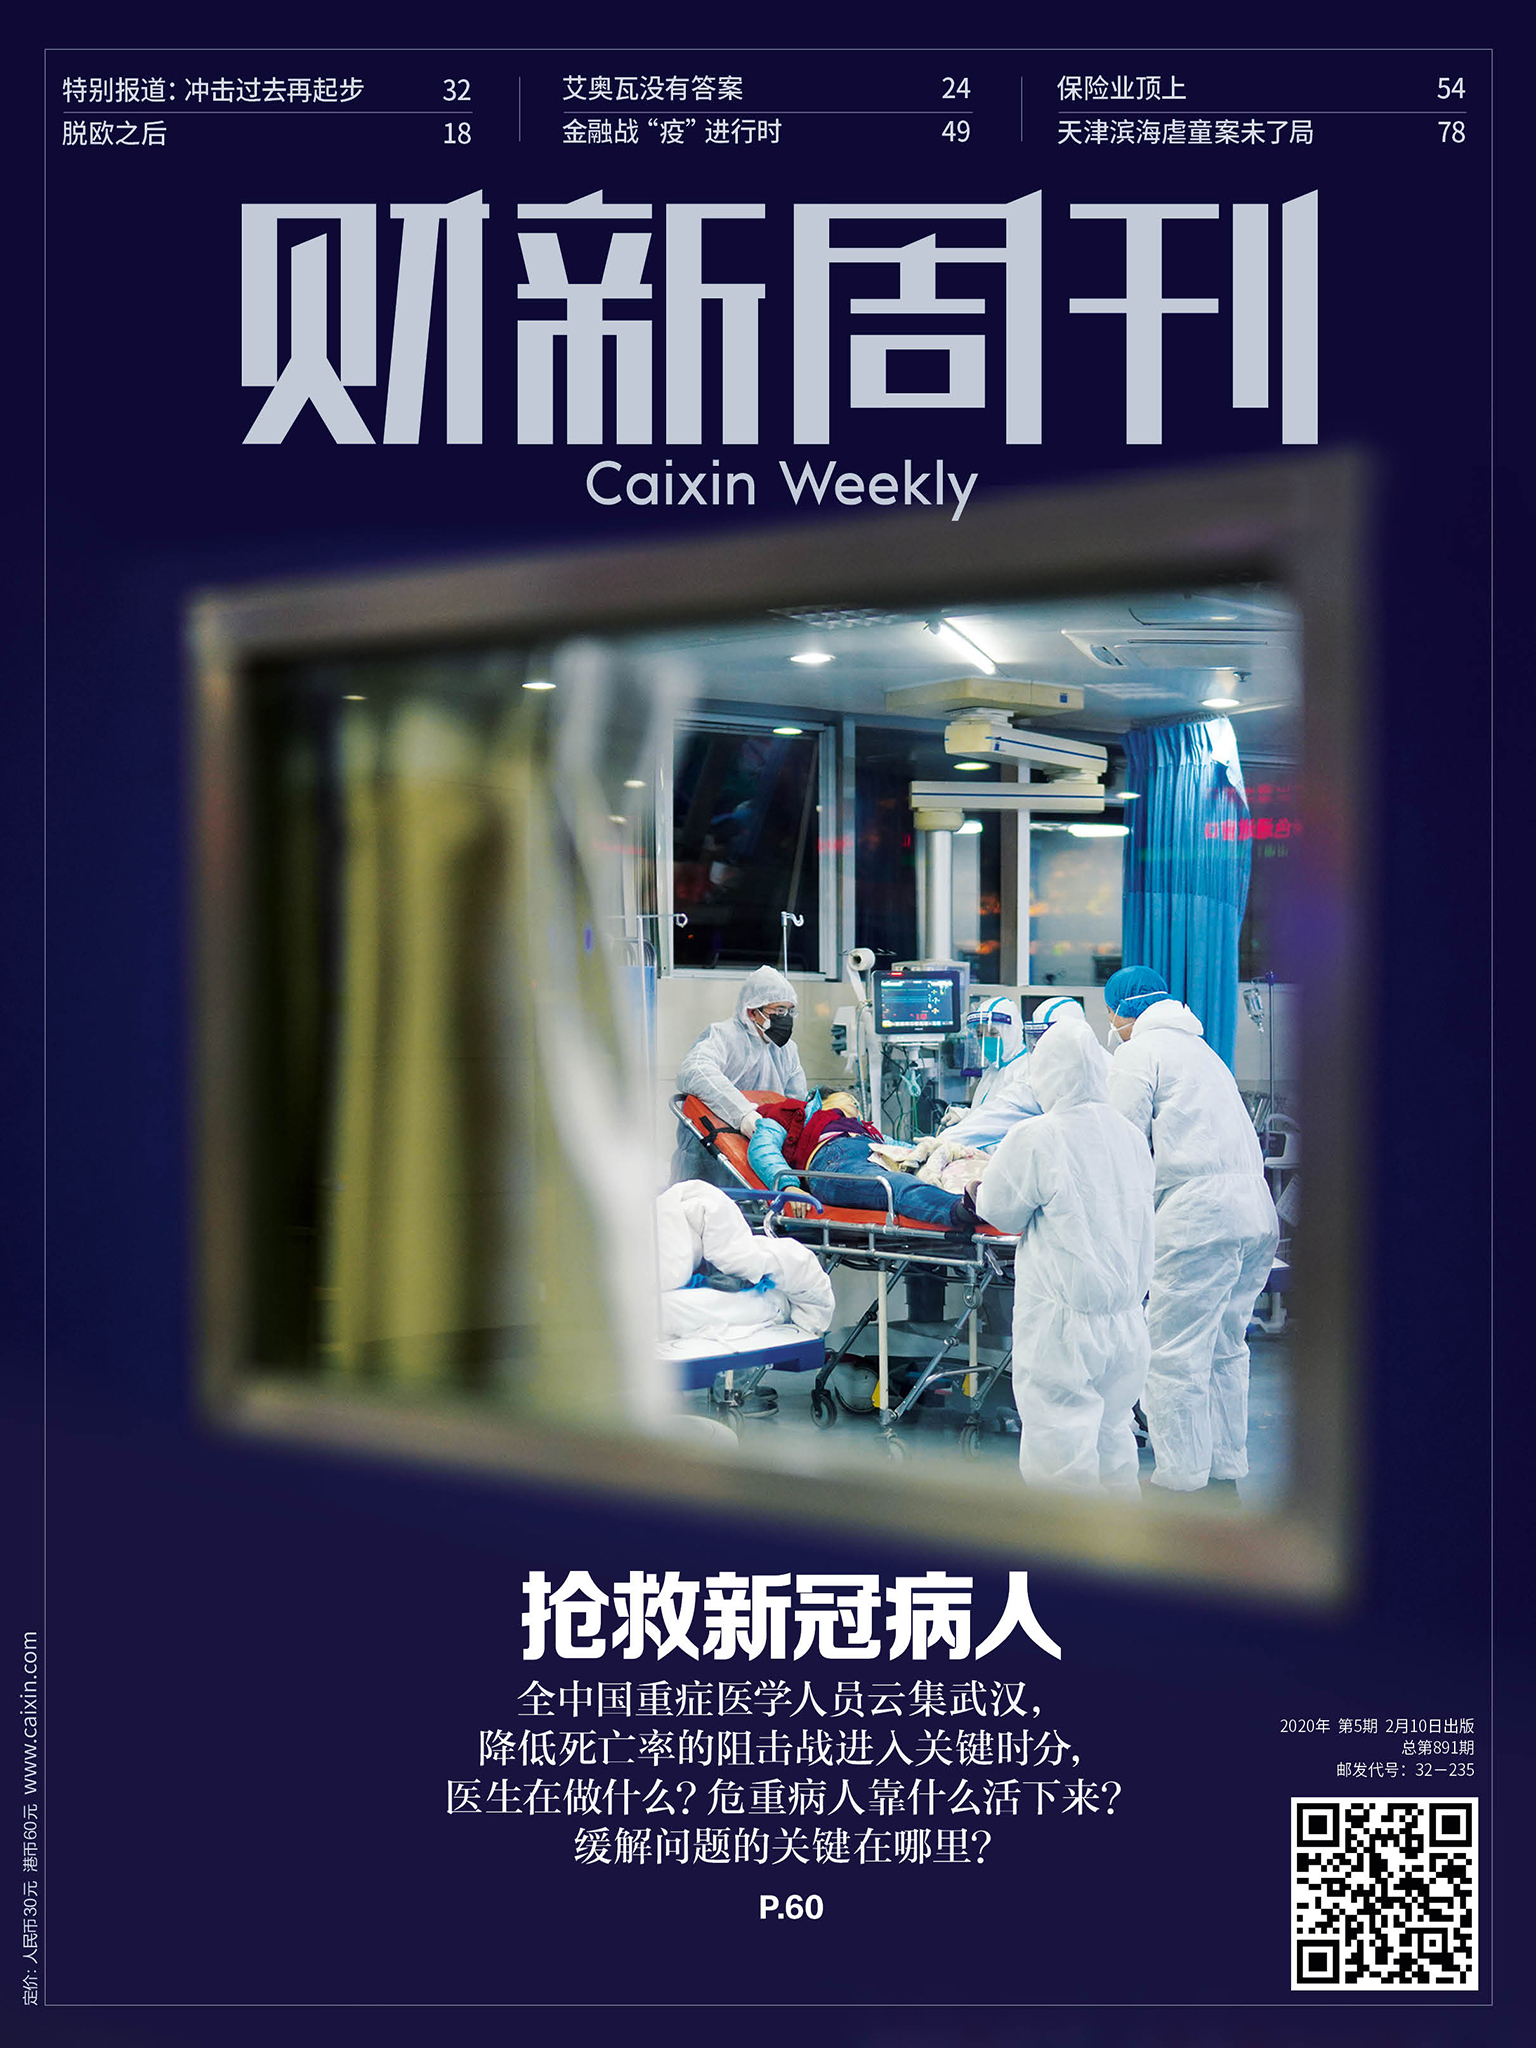 特别报道：冲击过去再起步 32
脱欧之后 18
艾奥瓦没有答案 24
金融战“疫”进行时 49
保险业顶上 54
天津滨海虐童案未了局 78
财新周刊
Caixin Weekly
抢救新冠病人
全中国重症医学人员云集武汉，
降低死亡率的阻击战进入关键时分，
医生在做什么？危重病人靠什么活下来？
缓解问题的关键在哪里？
P.60
2020年 第5期 2月10日出版
总第891期
邮发代号：32—235
定价：人民币30元 港币60元 www.caixin.com